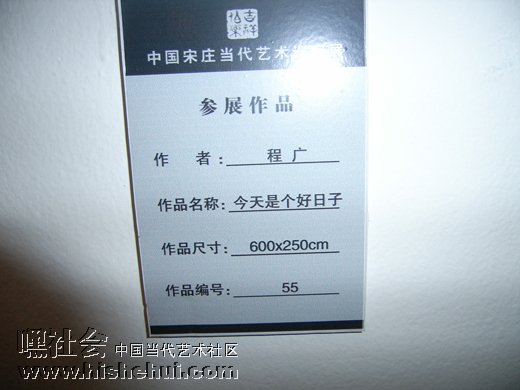 吉祥
中国宋庄当代艺术
参展作品
作 者：程 广
作品名称：今天是个好日子
作品尺寸：600x250cm
作品编号：55
嘿社会 中国当代艺术社区
www.hishehui.com